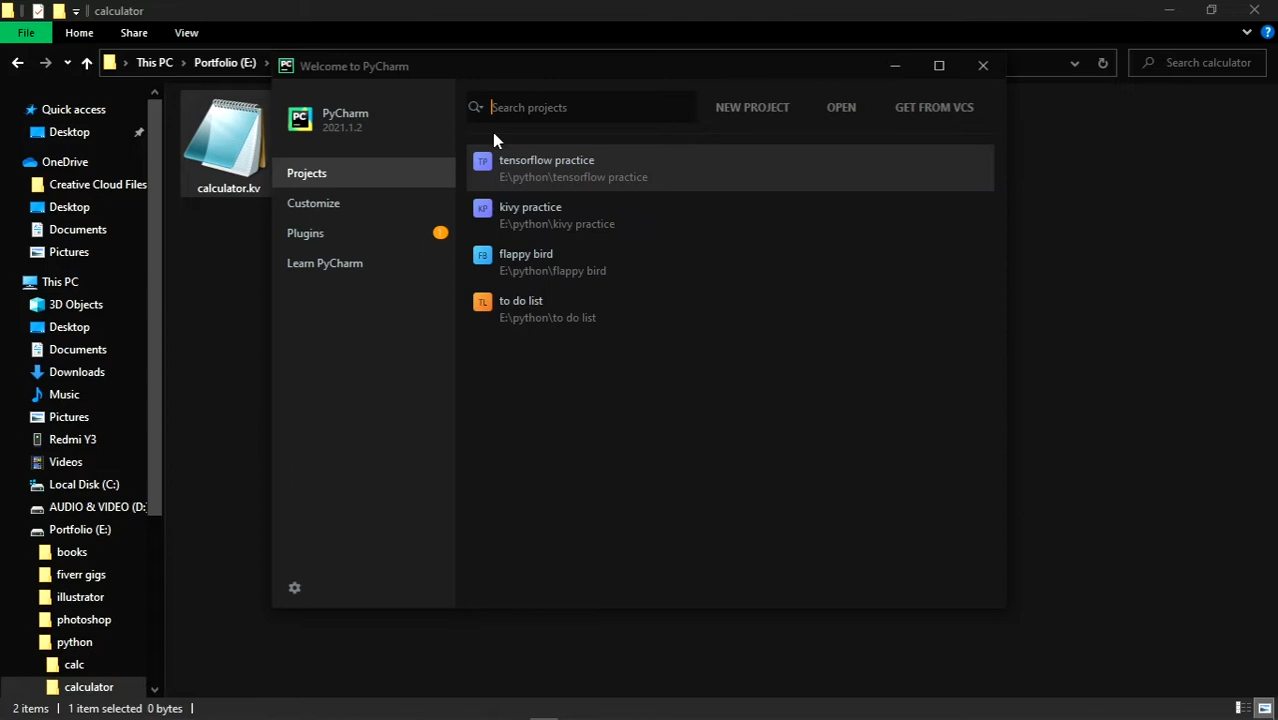 calculator
File
Home
Share
View
This PC
Portfolio (E:)
Search calculator
Quick access
Desktop
OneDrive
Creative Cloud Files
Desktop
Documents
Pictures
This PC
3D Objects
Desktop
Documents
Downloads
Music
Pictures
Redmi Y3
Videos
Local Disk (C:)
AUDIO & VIDEO (D:
Portfolio (E:)
books
fiverr gigs
illustrator
photoshop
python
calc
calculator
calculator.kv
PC
Welcome to PyCharm
PC
PyCharm
2021.1.2
Projects
Customize
Plugins
1
Learn PyCharm
Search projects
NEW PROJECT
OPEN
GET FROM VCS
TP
tensorflow practice
E:\python\tensorflow practice
KP
kivy practice
E:\python\kivy practice
FB
flappy bird
E:\python\flappy bird
TL
to do list
E:\python\to do list
2 items
1 item selected 0 bytes